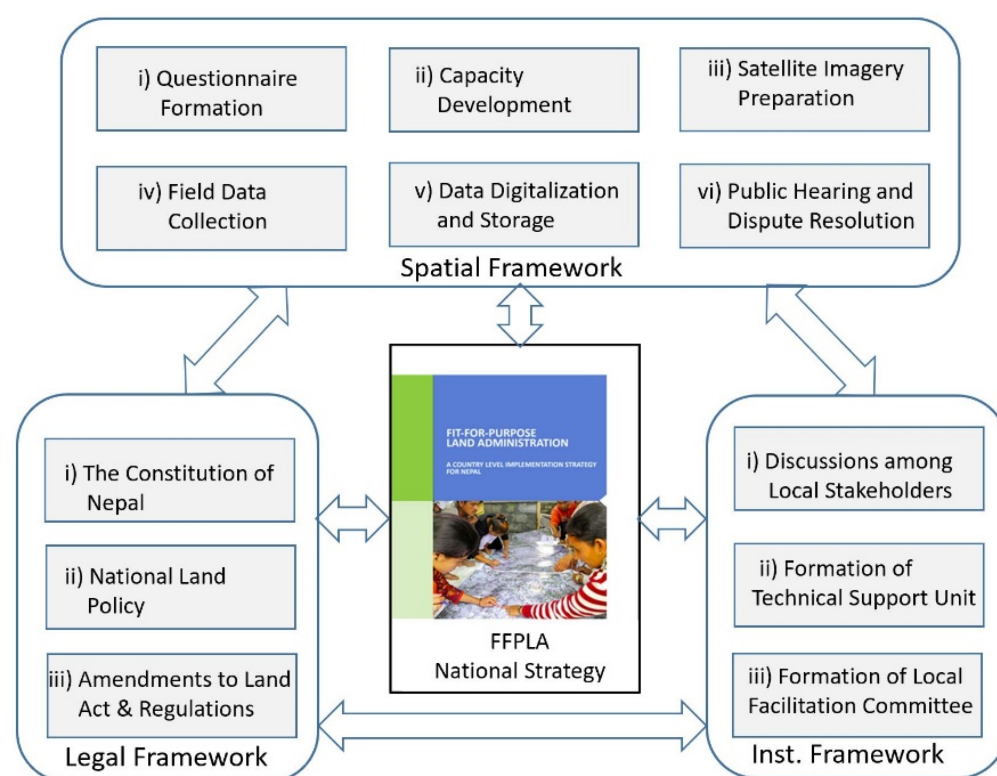 i) Questionnaire
Formation
ii) Capacity
Development
iii) Satellite Imagery
Preparation
iv) Field Data
Collection
v) Data Digitalization
and Storage
vi) Public Hearing and
Dispute Resolution
Spatial Framework
i) The Constitution of
Nepal
ii) National Land
Policy
iii) Amendments to Land
Act & Regulations
Legal Framework
FIT-FOR-PURPOSE
LAND ADMINISTRATION
A COUNTRY LEVEL IMPLEMENTATION STRATEGY
FOR NEPAL
FFPLA
National Strategy
i) Discussions among
Local Stakeholders
ii) Formation of
Technical Support Unit
iii) Formation of Local
Facilitation Committee
Inst. Framework